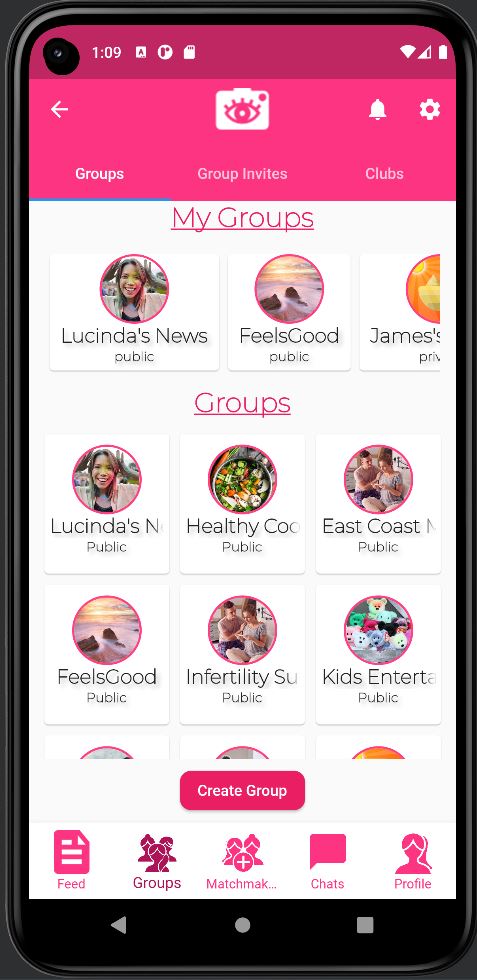 1:09
Groups Group Invites Clubs
My Groups
Lucinda's News FeelsGood James's
public public priv
Groups
Lucinda's N Healthy Coo East Coast M
Public Public Public
FeelsGood Infertility Su Kids Enterta
Public Public Public
Create Group
Feed Groups Matchmak... Chats Profile